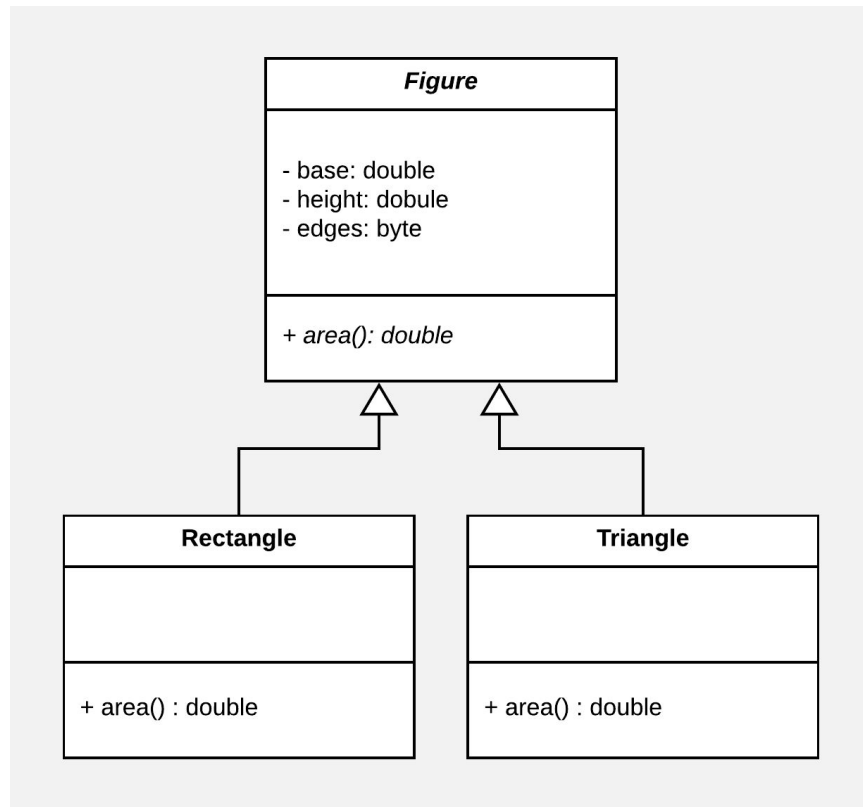 Figure
- base: double
- height: dobule
- edges: byte
+ area(): double
Rectangle
+ area() : double
Triangle
+ area() : double